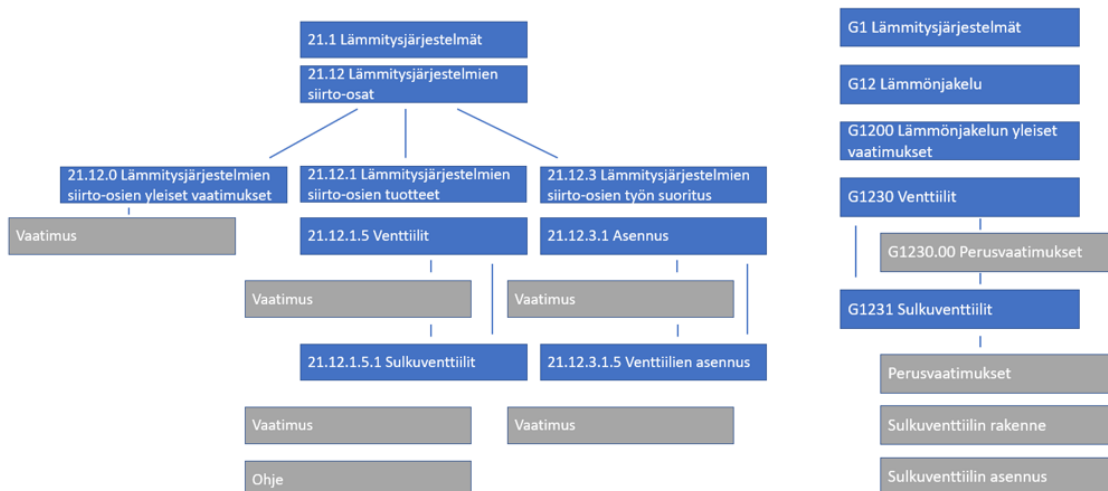 21.1 Lämmitysjärjestelmät
21.12 Lämmitysjärjestelmien
siirto-osat
21.12.0 Lämmitysjärjestelmien
siirto-osien yleiset vaatimukset
Vaatimus
21.12.1 Lämmitysjärjestelmien
siirto-osien tuotteet
21.12.1.5 Venttiilit
Vaatimus
21.12.1.5.1 Sulkuventtiilit
Vaatimus
Ohje
21.12.3 Lämmitysjärjestelmien
siirto-osien työn suoritus
21.12.3.1 Asennus
Vaatimus
21.12.3.1.5 Venttiilien asennus
Vaatimus
G1 Lämmitysjärjestelmät
G12 Lämmönjakelu
G1200 Lämmönjakelun yleiset
vaatimukset
G1230 Venttiilit
G1230.00 Perusvaatimukset
G1231 Sulkuventtiilit
Perusvaatimukset
Sulkuventtiilin rakenne
Sulkuventtiilin asennus